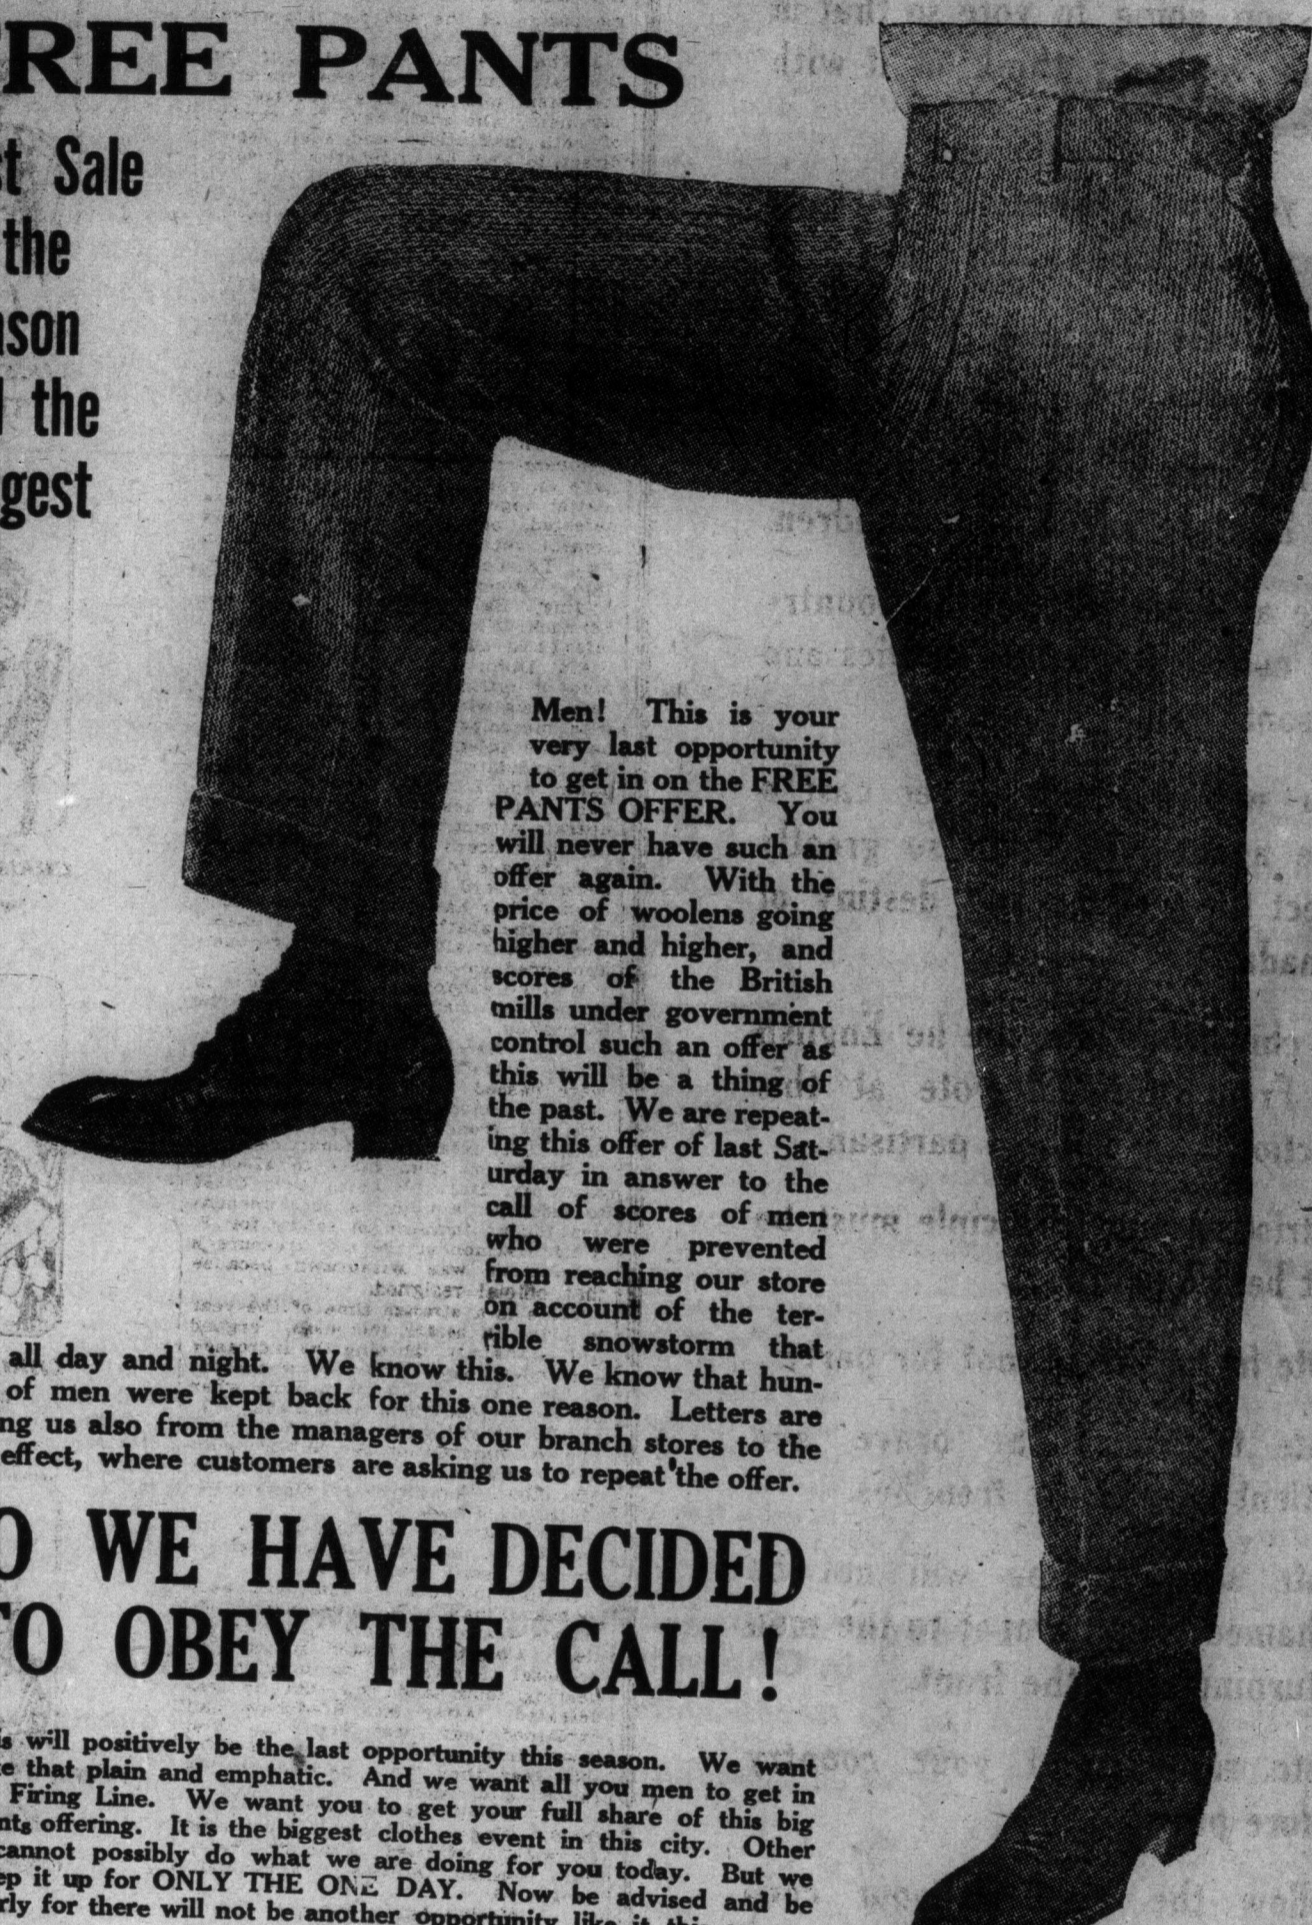 REE PANTS
st Sale
the
ason
the
gest
Men! This is your
very last opportunity
to get in on the FREE
PANTS OFFER. You
will never have such an
offer again. With the
price of woolens going
higher and higher, and
scores of the British
mills under government
control such an offer as
this will be a thing of
the past. We are repeat-
ing this offer of last Sat-
urday in answer to the
call of scores of men
who were prevented
from reaching our store
on account of the ter-
rible snowstorm that
all day and night. We know this. We know that hun-
of men were kept back for this one reason. Letters are
ng us also from the managers of our branch stores to the
effect, where customers are asking us to repeat the offer.
O WE HAVE DECIDED
TO OBEY THE CALL!
is will positively be the last opportunity this season. We want
e that plain and emphatic. And we want all you men to get in
Firing Line. We want you to get your full share of this big
nts offering. It is the biggest clothes event in this city. Other
cannot possibly do what we are doing for you today. But we
ep it up for ONLY THE ONE DAY. Now be advised and be
rly for there will not be another opportunity like it